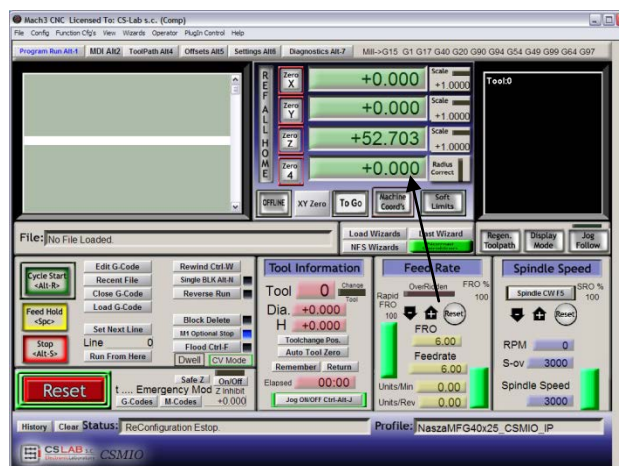 Mach3 CNC Licensed To: CS-Lab s.c. (Comp)
File Config Function Cfg's View Wizards Operator PlugIn Control Help
Program Run Alt-1 MDI Alt2 ToolPath Alt4 Offsets Alt5 Settings Alt6 Diagnostics Alt-7 Mill->G15 G1 G17 G40 G20 G90 G94 G54 G49 G99 G64 G97
REF ALL HOME
Zero X +0.000 Scale +1.0000
Zero Y +0.000 Scale +1.0000
Zero Z +52.703 Scale +1.0000
Zero 4 +0.000 Radius Correct
Tool:0
OFFLINE XY Zero To Go Machine Coord's Soft Limits
File: No File Loaded.
Load Wizards Last Wizard
NFS Wizards
Regen. Toolpath Display Mode Jog Follow
Cycle Start <Alt-R>
Feed Hold <Spc>
Stop <Alt-S>
Edit G-Code
Recent File
Close G-Code
Load G-Code
Set Next Line
Line 0
Run From Here
Rewind Ctrl-W
Single BLK Alt-N
Reverse Run
Block Delete
M1 Optional Stop
Flood Ctrl-F
Dwell CV Mode
Reset
t .... Emergency Mod
Safe Z On/Off
Z Inhibit
+0.000
G-Codes M-Codes
Tool Information
Tool 0 Change Tool
Dia. +0.000
H +0.000
Toolchange Pos.
Auto Tool Zero
Remember Return
Elapsed 00:00
Jog ON/OFF Ctrl-Alt-J
Feed Rate
OverRidden FRO %
Rapid FRO 100
100
Reset
FRO
6.00
Feedrate
6.00
Units/Min 0.00
Units/Rev 0.00
Spindle Speed
Spindle CW F5 SRO %
100
Reset
RPM 0
S-ov 3000
Spindle Speed
3000
History Clear Status: ReConfiguration Estop. Profile: NaszaMFG40x25_CSMIO_IP
CSLAB s.c.
CSMIO